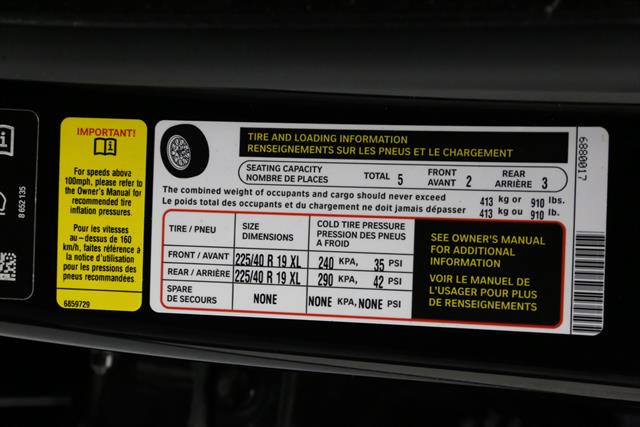 8 652 135
IMPORTANT!
For speeds above
100mph, please refer to
the Owner's Manual for
recommended tire
inflation pressures.
Pour les vitesses
au-dessus de 160
km/h, faites référence à
la notice d'utilisation
pour les pressions des
pneus recommandées.
6859729
TIRE AND LOADING INFORMATION
RENSEIGNEMENTS SUR LES PNEUS ET LE CHARGEMENT
SEATING CAPACITY TOTAL 5 FRONT 2 REAR 3
NOMBRE DE PLACES AVANT ARRIÈRE
The combined weight of occupants and cargo should never exceed 413 kg or 910 lbs.
Le poids total des occupants et du chargement ne doit jamais dépasser 413 kg ou 910 lb.
TIRE / PNEU SIZE COLD TIRE PRESSURE
DIMENSIONS PRESSION DES PNEUS
A FROID
FRONT / AVANT 225/40 R 19 XL 240 KPA, 35 PSI
REAR / ARRIÈRE 225/40 R 19 XL 290 KPA, 42 PSI
SPARE NONE NONE KPA, NONE PSI
DE SECOURS
SEE OWNER'S MANUAL
FOR ADDITIONAL
INFORMATION
VOIR LE MANUEL DE
L'USAGER POUR PLUS
DE RENSEIGNEMENTS
6880017